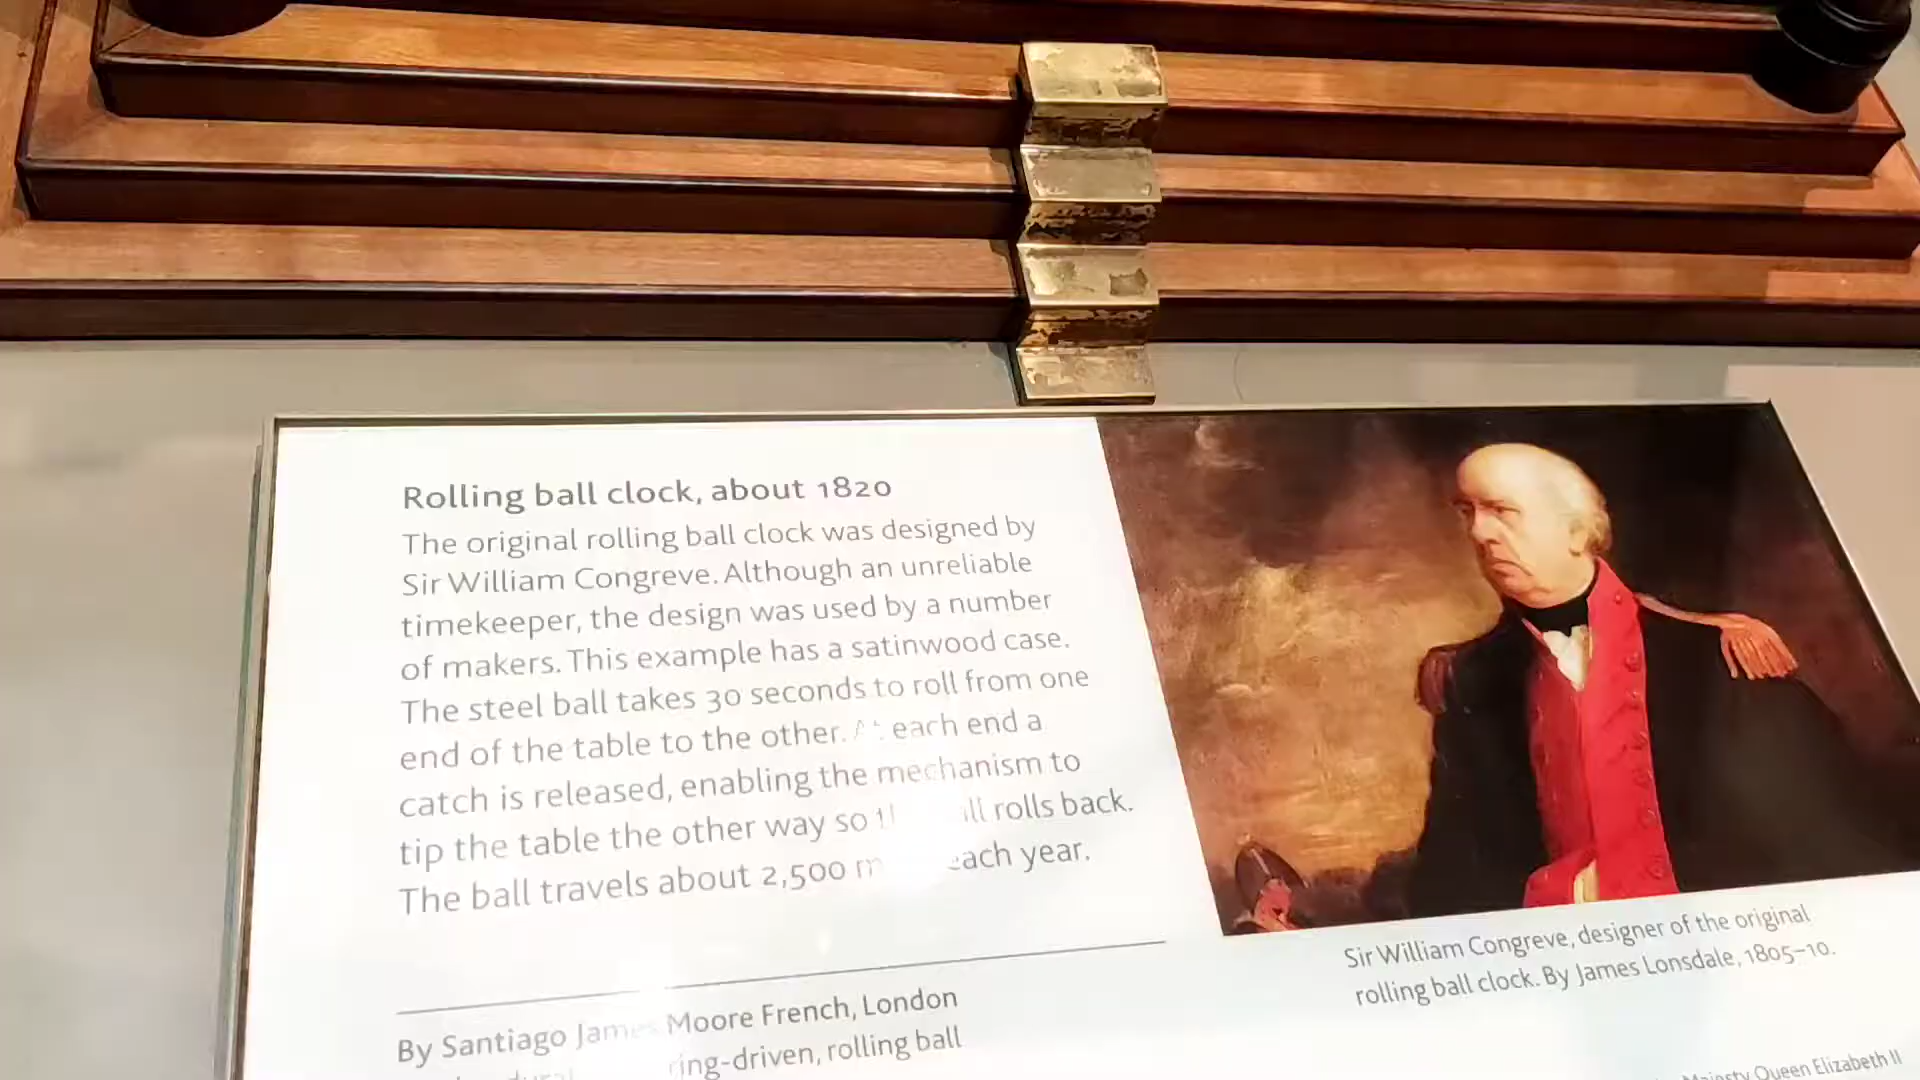 Rolling ball clock, about 1820
The original rolling ball clock was designed by
Sir William Congreve. Although an unreliable
timekeeper, the design was used by a number
of makers. This example has a satinwood case.
The steel ball takes 30 seconds to roll from one
end of the table to the other. At each end a
catch is released, enabling the mechanism to
tip the table the other way so rolls back.
The ball travels about 2,500 each year.
By Santiago James Moore French, London
rolling ball
Sir William Congreve, designer of the original
rolling ball clock. By James Lonsdale, 1805–10.
Majesty Queen Elizabeth II